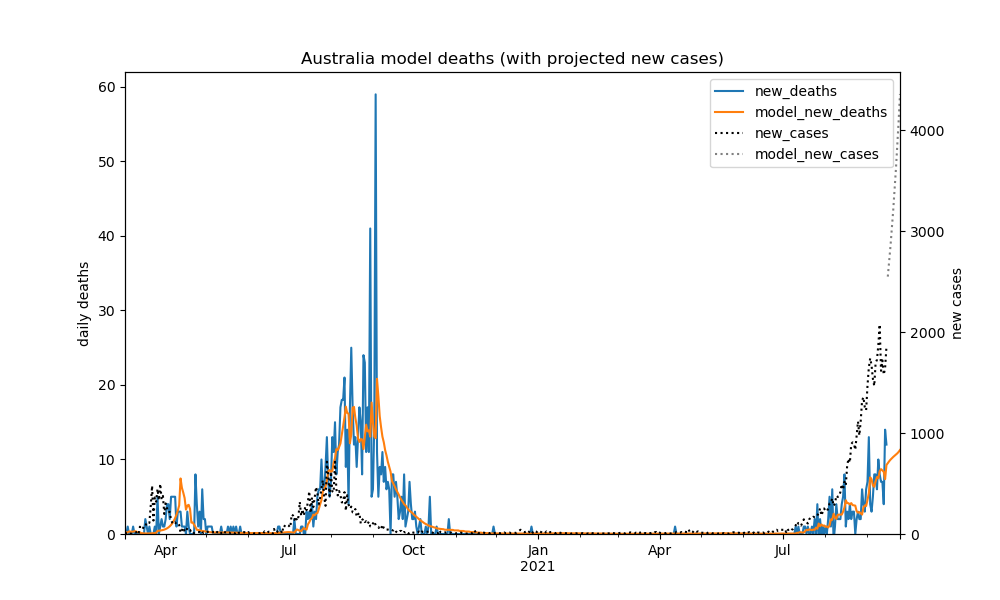 Australia model deaths (with projected new cases)
new_deaths
model_new_deaths
new_cases
model_new_cases
60
50
40
30
20
10
0
daily deaths
4000
3000
2000
1000
0
new cases
Apr
Jul
Oct
Jan
2021
Apr
Jul